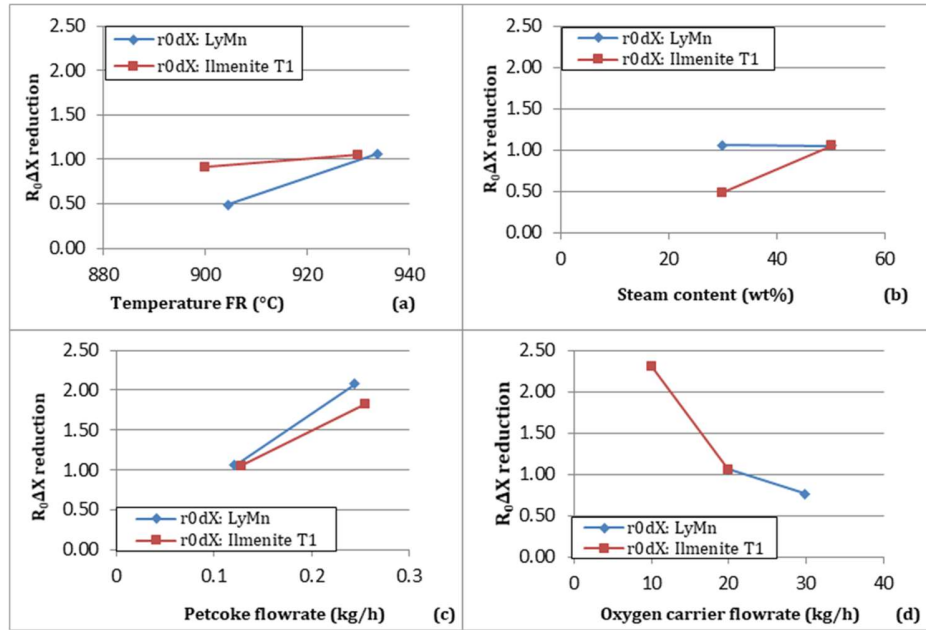 2.50
2.00
1.50
1.00
0.50
0.00
R₀ΔX reduction
r0dX: LyMn
r0dX: Ilmenite T1
880 900 920 940
Temperature FR (°C) (a)
2.50
2.00
1.50
1.00
0.50
0.00
R₀ΔX reduction
r0dX: LyMn
r0dX: Ilmenite T1
0 20 40 60
Steam content (wt%) (b)
2.50
2.00
1.50
1.00
0.50
0.00
R₀ΔX reduction
r0dX: LyMn
r0dX: Ilmenite T1
0 0.1 0.2 0.3
Petcoke flowrate (kg/h) (c)
2.50
2.00
1.50
1.00
0.50
0.00
R₀ΔX reduction
r0dX: LyMn
r0dX: Ilmenite T1
0 10 20 30 40
Oxygen carrier flowrate (kg/h) (d)